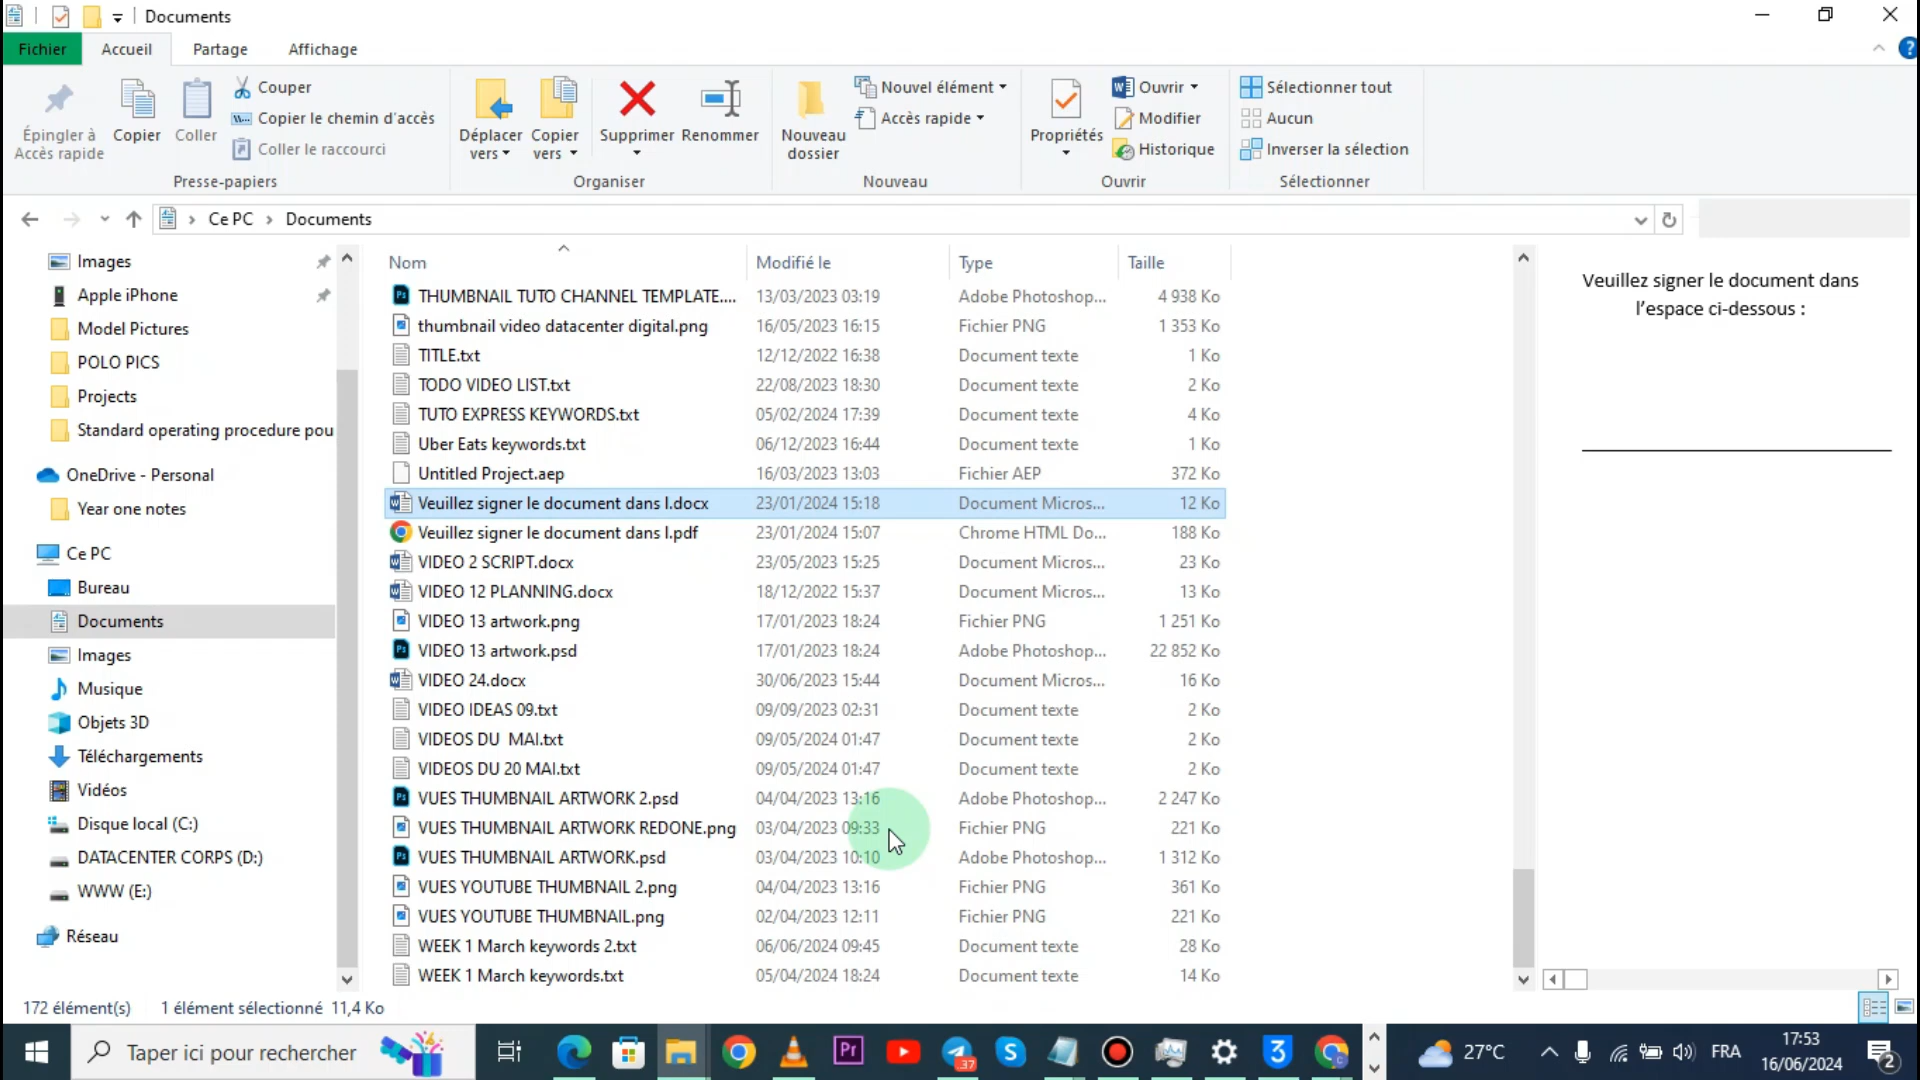 Documents
Fichier Accueil Partage Affichage
Épingler à Accès rapide
Copier
Coller
Couper
Copier le chemin d'accès
Coller le raccourci
Presse-papiers
Déplacer vers
Copier vers
Supprimer
Renommer
Organiser
Nouveau dossier
Nouvel élément
Accès rapide
Nouveau
Propriétés
Ouvrir
Modifier
Historique
Ouvrir
Sélectionner tout
Aucun
Inverser la sélection
Sélectionner
Ce PC > Documents
Images
Apple iPhone
Model Pictures
POLO PICS
Projects
Standard operating procedure pou
OneDrive - Personal
Year one notes
Ce PC
Bureau
Documents
Images
Musique
Objets 3D
Téléchargements
Vidéos
Disque local (C:)
DATACENTER CORPS (D:)
WWW (E:)
Réseau
Nom Modifié le Type Taille
THUMBNAIL TUTO CHANNEL TEMPLATE.... 13/03/2023 03:19 Adobe Photoshop... 4 938 Ko
thumbnail video datacenter digital.png 16/05/2023 16:15 Fichier PNG 1 353 Ko
TITLE.txt 12/12/2022 16:38 Document texte 1 Ko
TODO VIDEO LIST.txt 22/08/2023 18:30 Document texte 2 Ko
TUTO EXPRESS KEYWORDS.txt 05/02/2024 17:39 Document texte 4 Ko
Uber Eats keywords.txt 06/12/2023 16:44 Document texte 1 Ko
Untitled Project.aep 16/03/2023 13:03 Fichier AEP 372 Ko
Veuillez signer le document dans l.docx 23/01/2024 15:18 Document Micros... 12 Ko
Veuillez signer le document dans l.pdf 23/01/2024 15:07 Chrome HTML Do... 188 Ko
VIDEO 2 SCRIPT.docx 23/05/2023 15:25 Document Micros... 23 Ko
VIDEO 12 PLANNING.docx 18/12/2022 15:37 Document Micros... 13 Ko
VIDEO 13 artwork.png 17/01/2023 18:24 Fichier PNG 1 251 Ko
VIDEO 13 artwork.psd 17/01/2023 18:24 Adobe Photoshop... 22 852 Ko
VIDEO 24.docx 30/06/2023 15:44 Document Micros... 16 Ko
VIDEO IDEAS 09.txt 09/09/2023 02:31 Document texte 2 Ko
VIDEOS DU  MAI.txt 09/05/2024 01:47 Document texte 2 Ko
VIDEOS DU 20 MAI.txt 09/05/2024 01:47 Document texte 2 Ko
VUES THUMBNAIL ARTWORK 2.psd 04/04/2023 13:16 Adobe Photoshop... 2 247 Ko
VUES THUMBNAIL ARTWORK REDONE.png 03/04/2023 09:33 Fichier PNG 221 Ko
VUES THUMBNAIL ARTWORK.psd 03/04/2023 10:10 Adobe Photoshop... 1 312 Ko
VUES YOUTUBE THUMBNAIL 2.png 04/04/2023 13:16 Fichier PNG 361 Ko
VUES YOUTUBE THUMBNAIL.png 02/04/2023 12:11 Fichier PNG 221 Ko
WEEK 1 March keywords 2.txt 06/06/2024 09:45 Document texte 28 Ko
WEEK 1 March keywords.txt 05/04/2024 18:24 Document texte 14 Ko
Veuillez signer le document dans
l'espace ci-dessous :
172 élément(s) 1 élément sélectionné 11,4 Ko
Taper ici pour rechercher
Pr
37
S
3
27°C
FRA
17:53
16/06/2024
2